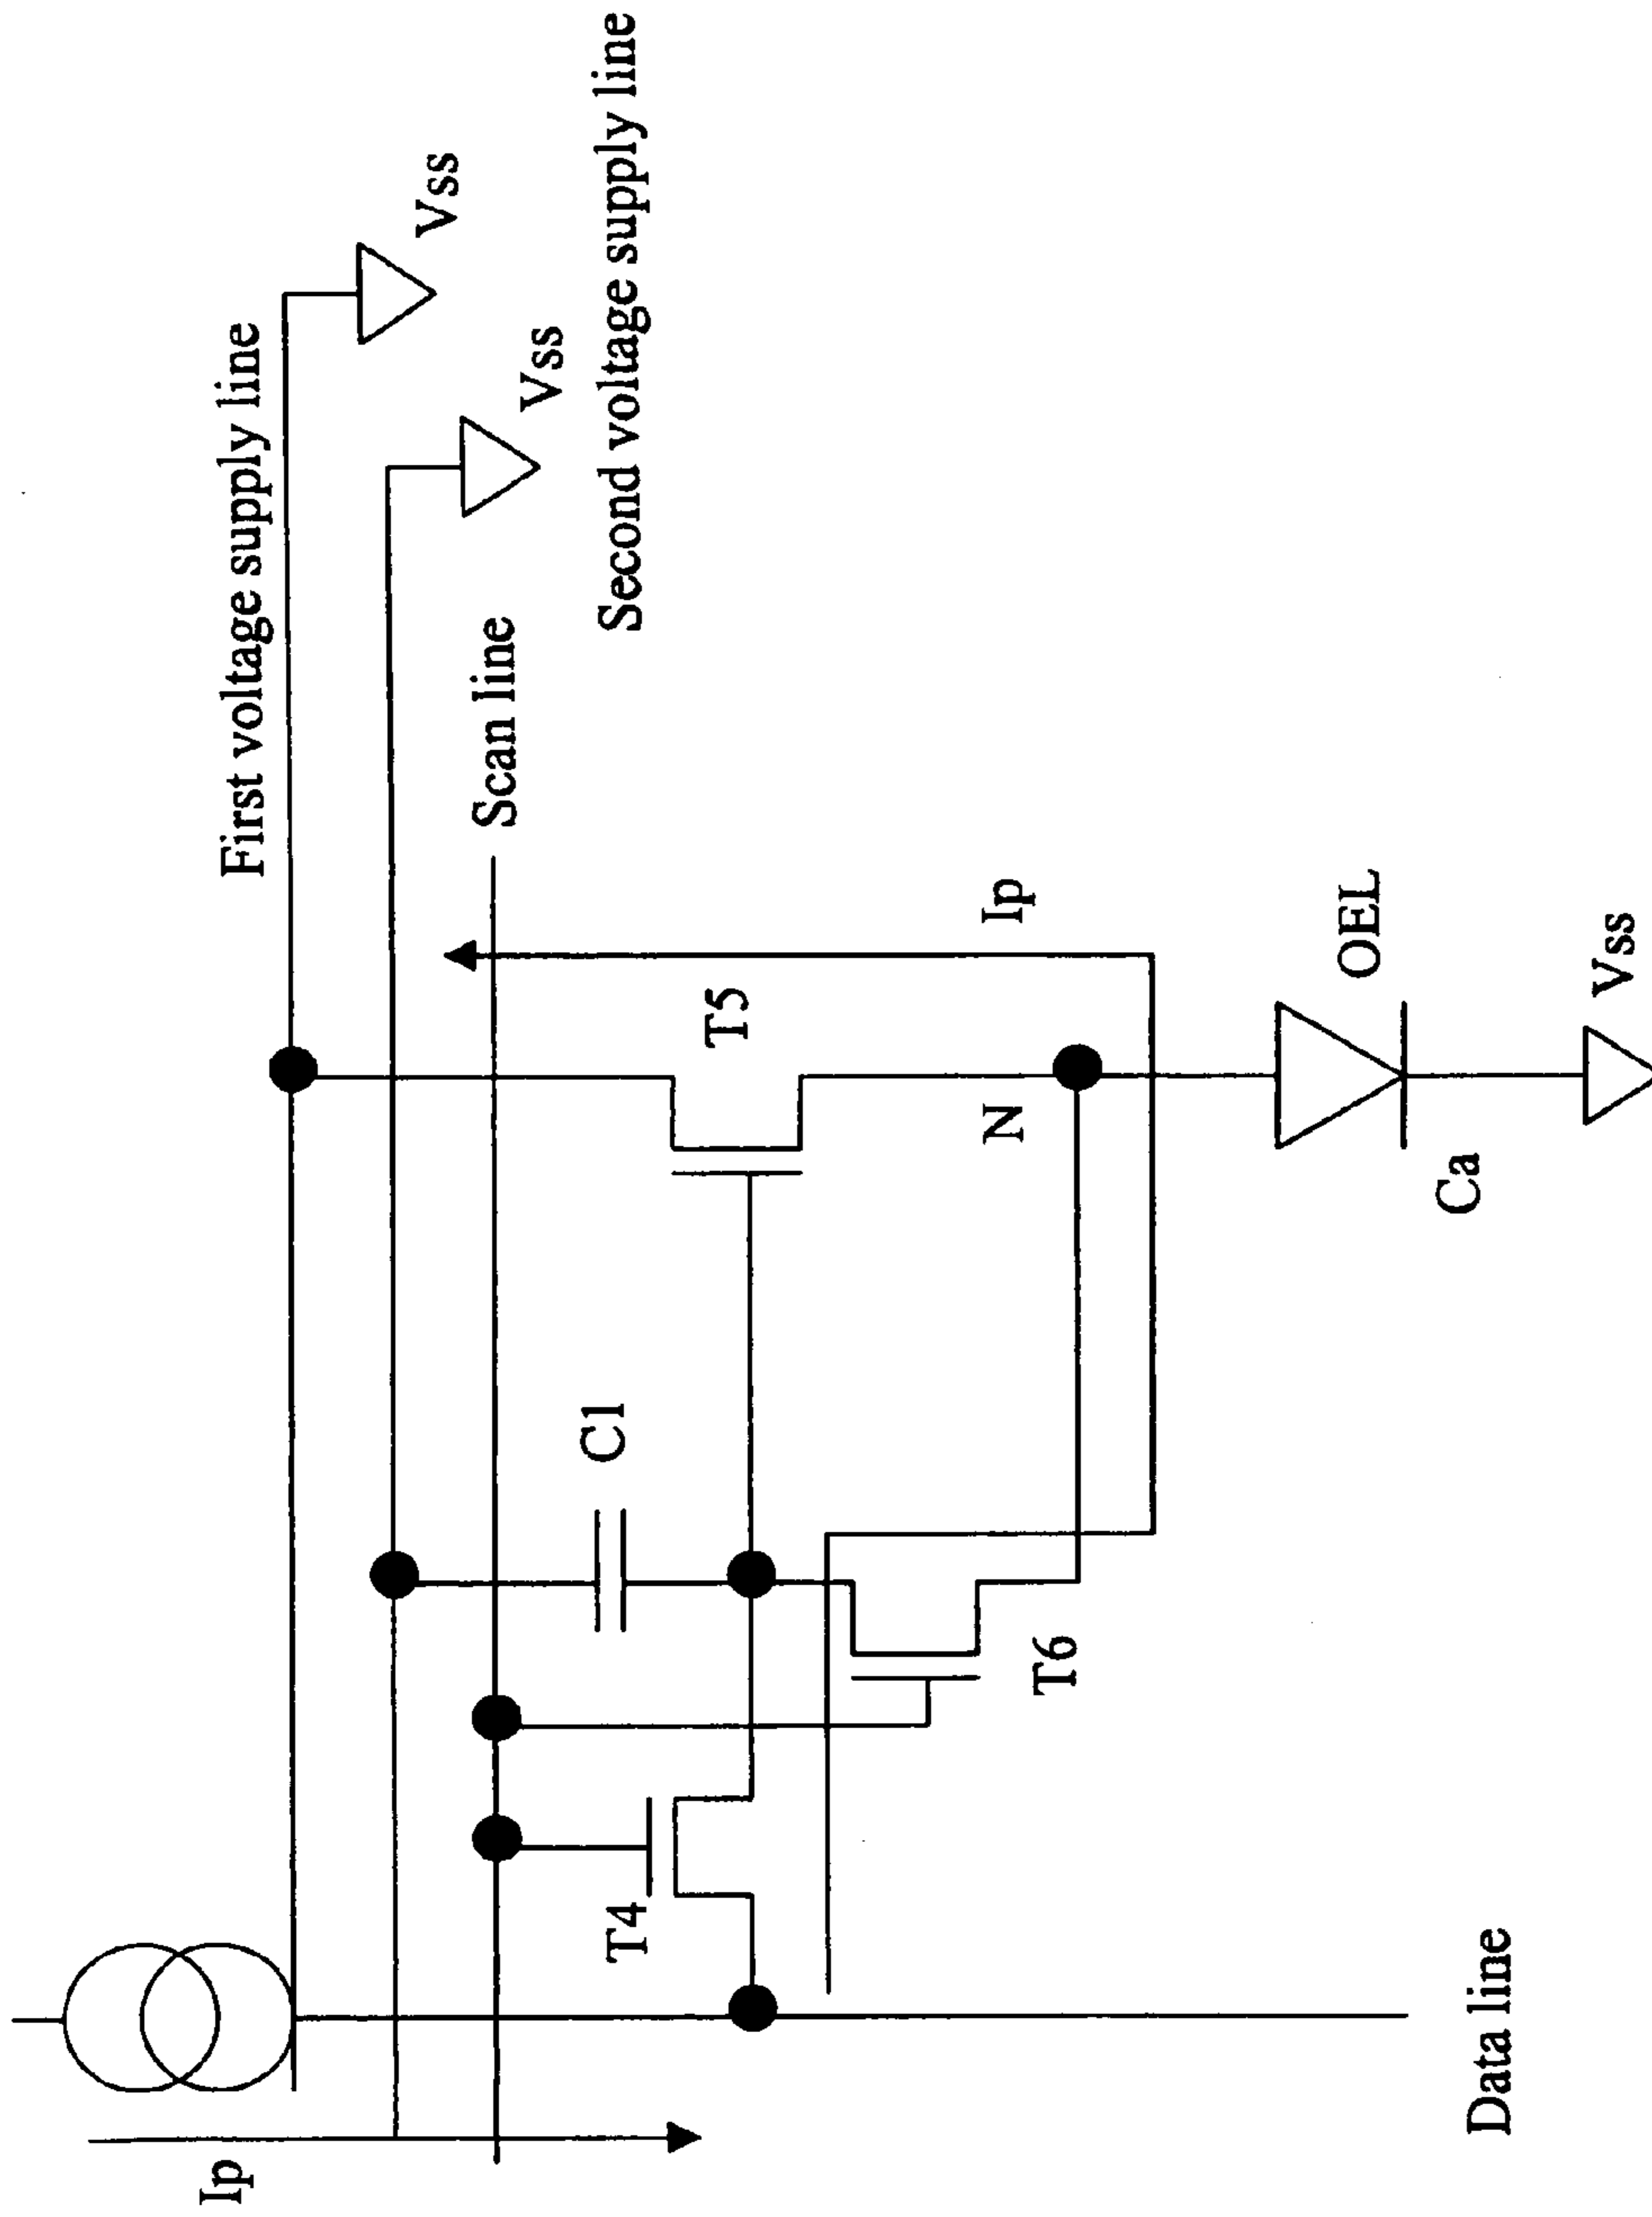 First voltage supply line
Vss
Vss
Second voltage supply line
Scan line
Ip
T4
C1
T5
T6
N
Ip
OEL
Ca
Vss
Data line